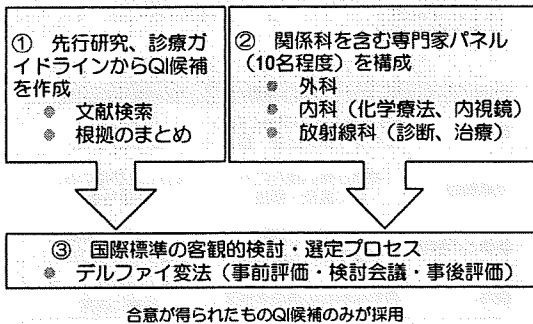 ① 先行研究、診療ガ
イドラインからQI候補
を作成
● 文献検索
● 根拠のまとめ
② 関係科を含む専門家パネル
（10名程度）を構成
● 外科
● 内科（化学療法、内視鏡）
● 放射線科（診断、治療）
③ 国際標準の客観的検討・選定プロセス
● デルファイ変法（事前評価・検討会議・事後評価）
合意が得られたものQI候補のみが採用